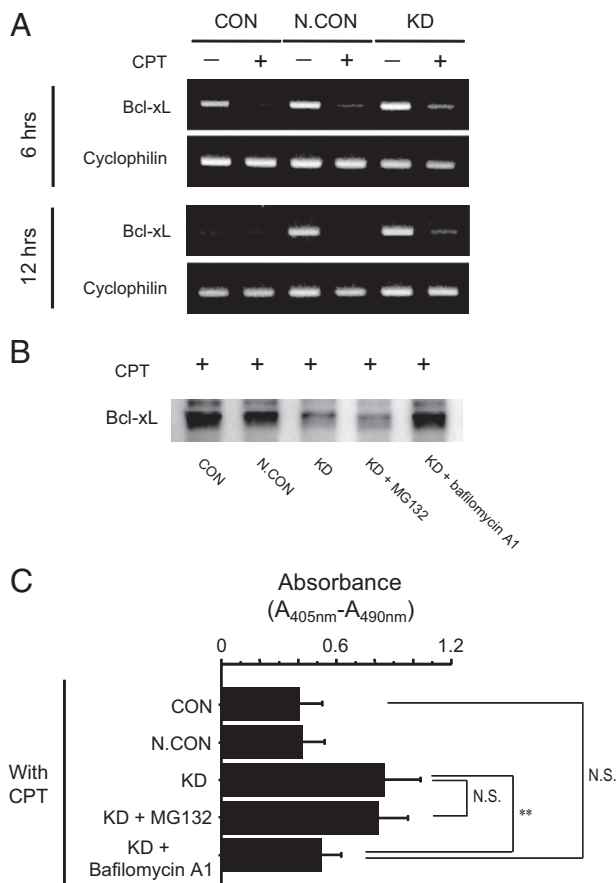 A
CON N.CON KD
CPT – + – + – +
6 hrs
Bcl-xL
Cyclophilin
12 hrs
Bcl-xL
Cyclophilin
B
CPT + + + + +
Bcl-xL
CON N.CON KD KD + MG132 KD + bafilomycin A1
C
Absorbance
(A405nm-A490nm)
0 0.6 1.2
With
CPT
CON
N.CON
KD
KD + MG132
KD +
Bafilomycin A1
N.S.
**
N.S.